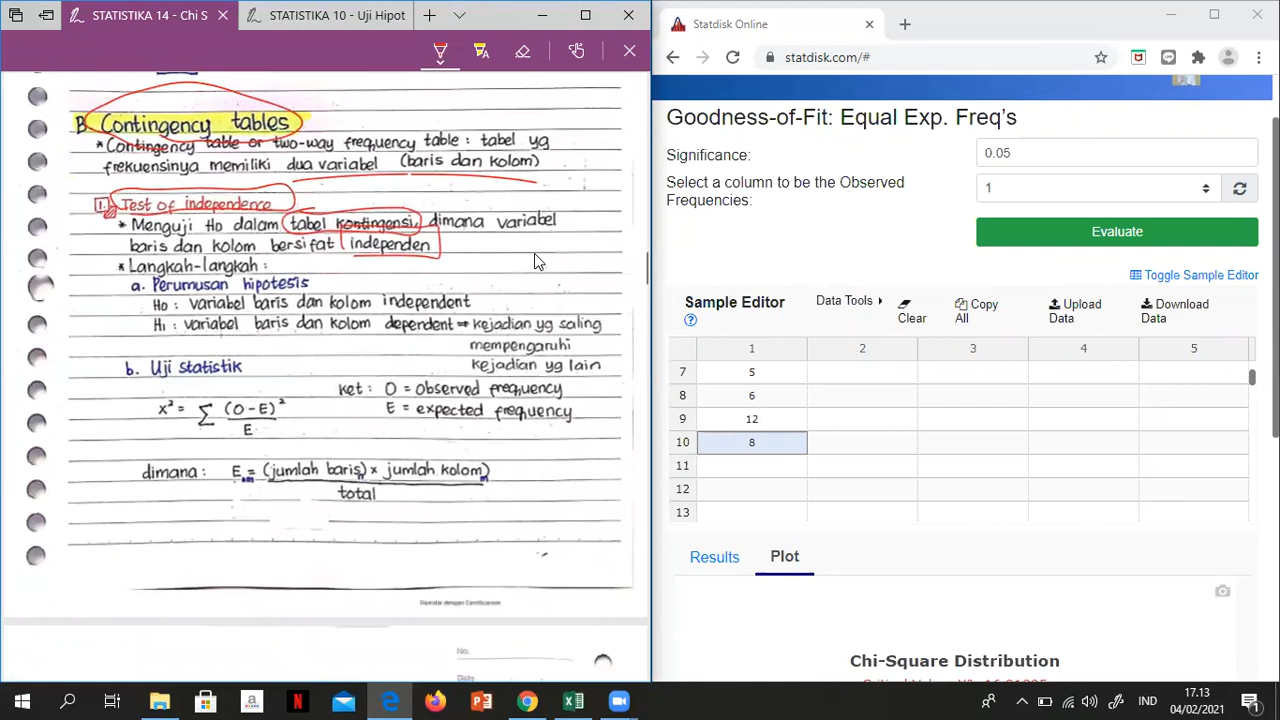 STATISTIKA 14 - Chi S
STATISTIKA 10 - Uji Hipot
B Contingency tables
* Contingency table or two-way frequency table : tabel yg
frekuensinya memiliki dua variabel (baris dan kolom)
1. Test of independence
* Menguji Ho dalam tabel kontingensi, dimana variabel
baris dan kolom bersifat independen
* Langkah-langkah :
a. Perumusan hipotesis
Ho : variabel baris dan kolom independent
H1 : variabel baris dan kolom dependent ⇒ kejadian yg saling
mempengaruhi
kejadian yg lain
b. Uji statistik
ket : O = Observed frequency
E = expected frequency
x² = ∑ (O-E)²
E
dimana : E = (jumlah baris) x jumlah kolom)
total
Dipindai dengan CamScanner
No.
Statdisk Online
statdisk.com/#
Goodness-of-Fit: Equal Exp. Freq's
Significance:
0.05
Select a column to be the Observed
Frequencies:
1
Evaluate
Toggle Sample Editor
Sample Editor
?
Data Tools
Clear
Copy
All
Upload
Data
Download
Data
1 2 3 4 5
7 5
8 6
9 12
10 8
11
12
13
Results
Plot
Chi-Square Distribution
IND
17.13
04/02/2021
1